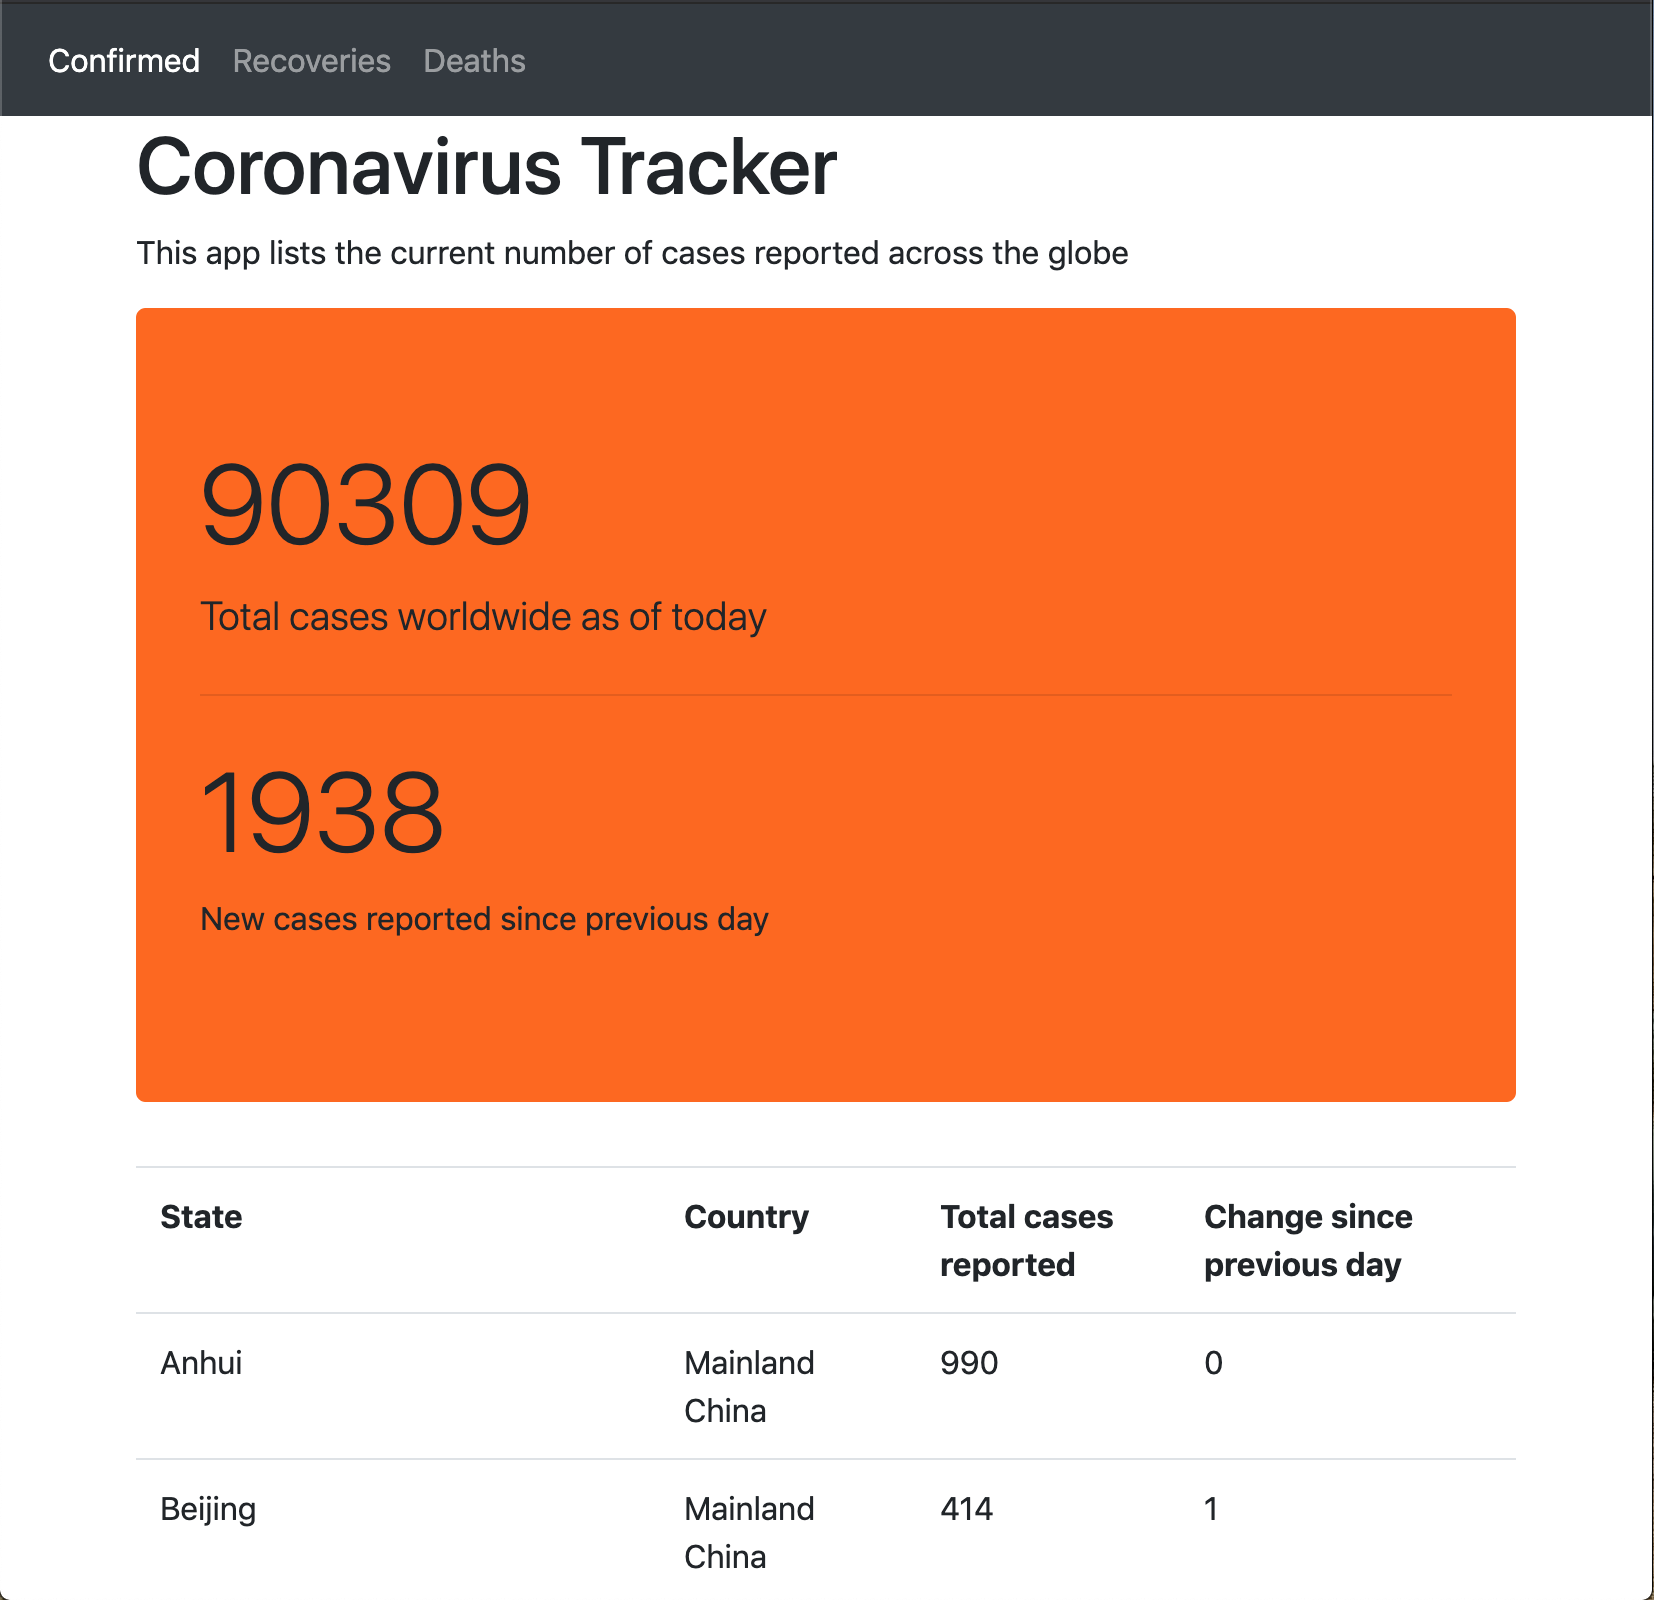 Confirmed Recoveries Deaths
Coronavirus Tracker
This app lists the current number of cases reported across the globe
90309
Total cases worldwide as of today
1938
New cases reported since previous day
State Country Total cases reported Change since previous day
Anhui Mainland China 990 0
Beijing Mainland China 414 1